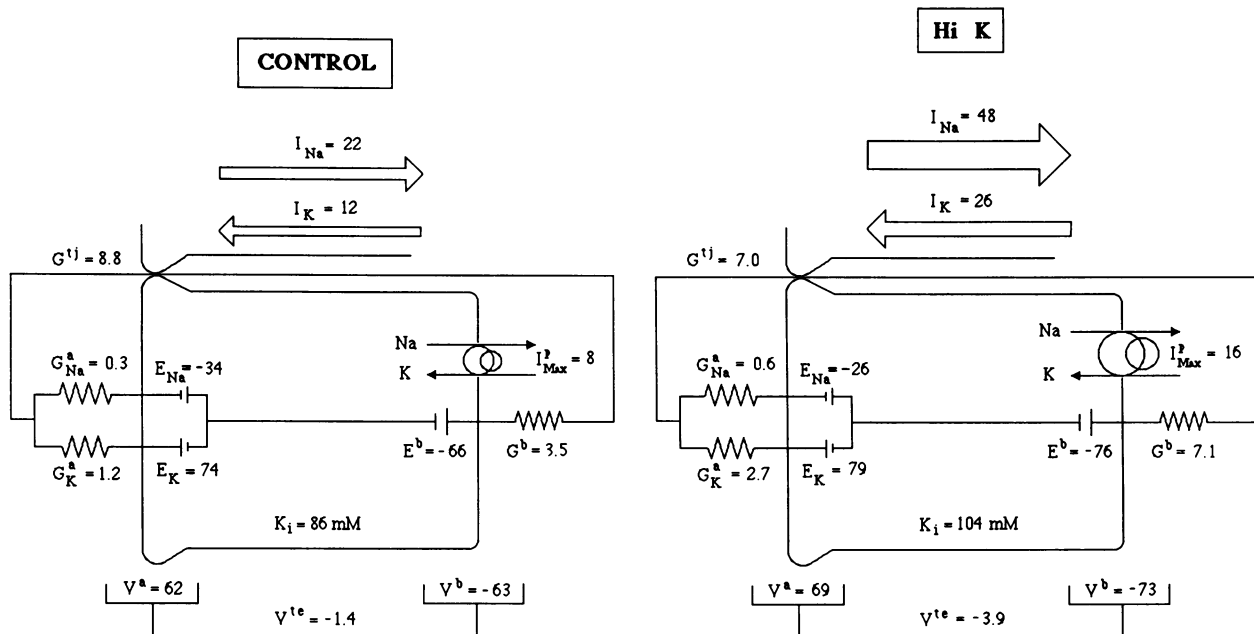 CONTROL
I_Na = 22
I_K = 12
G^tj = 8.8
G^a_Na = 0.3
E_Na = -34
Na
K
I^P_Max = 8
G^a_K = 1.2
E_K = 74
E^b = -66
G^b = 3.5
K_i = 86 mM
V^a = 62
V^b = -63
V^te = -1.4
Hi K
I_Na = 48
I_K = 26
G^tj = 7.0
G^a_Na = 0.6
E_Na = -26
Na
K
I^P_Max = 16
G^a_K = 2.7
E_K = 79
E^b = -76
G^b = 7.1
K_i = 104 mM
V^a = 69
V^b = -73
V^te = -3.9